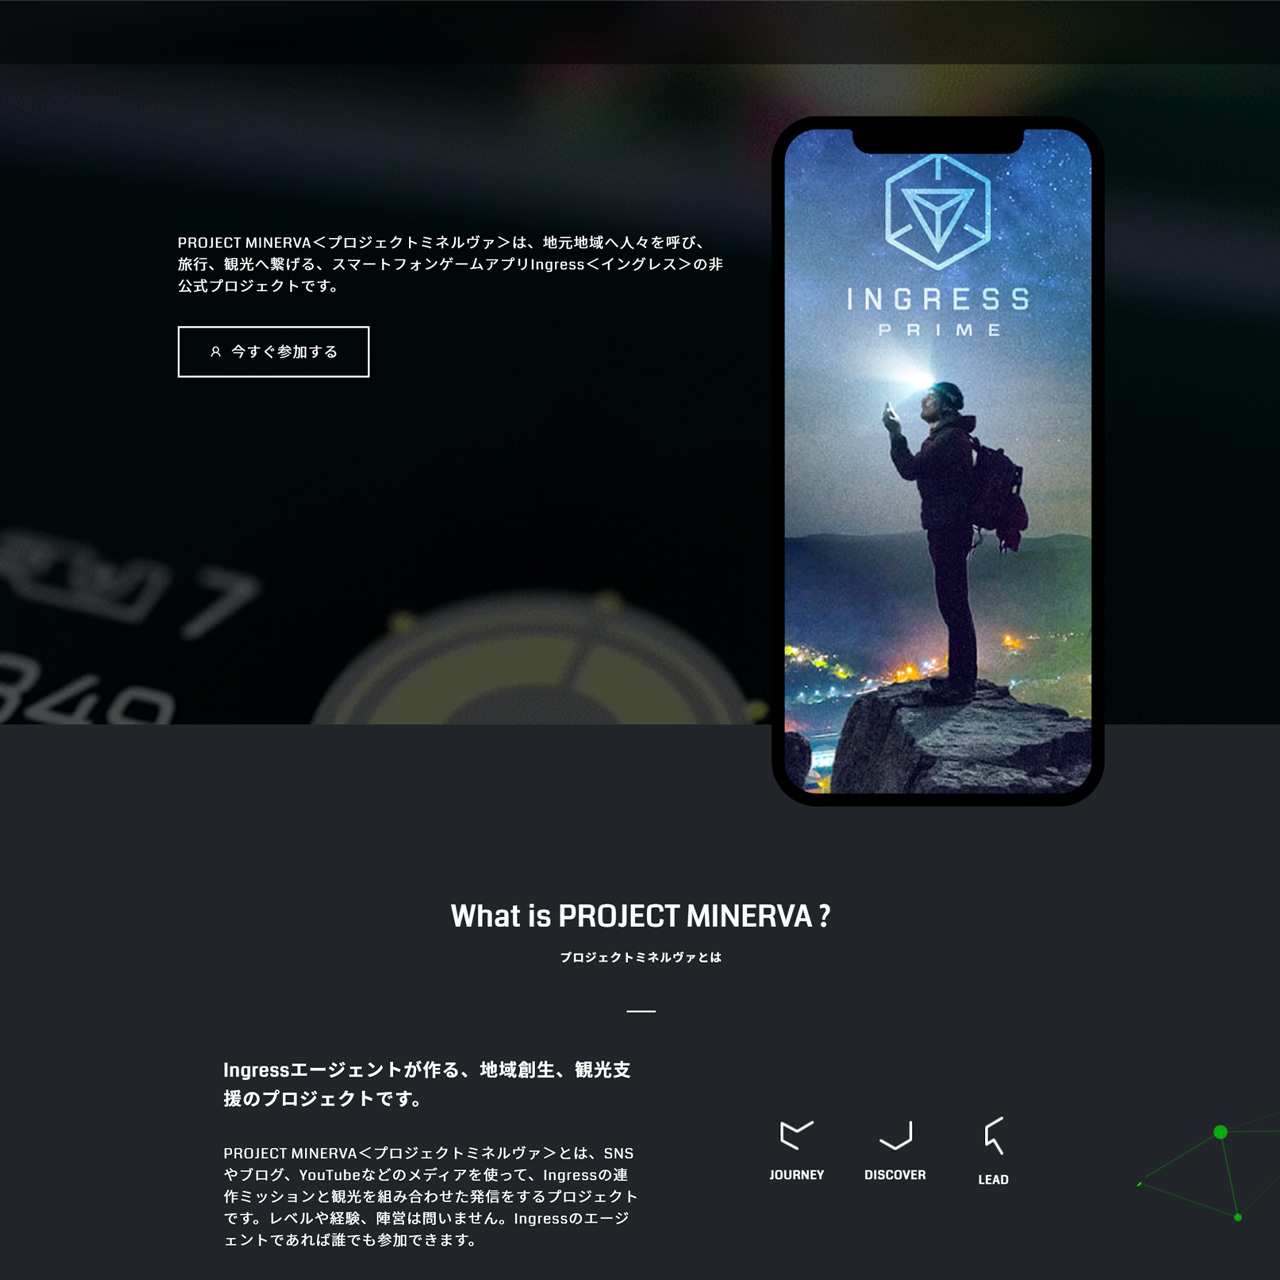 PROJECT MINERVA＜プロジェクトミネルヴァ＞は、地元地域へ人々を呼び、
旅行、観光へ繋げる、スマートフォンゲームアプリIngress＜イングレス＞の非
公式プロジェクトです。
今すぐ参加する
INGRESS
PRIME
7
What is PROJECT MINERVA ?
プロジェクトミネルヴァとは
Ingressエージェントが作る、地域創生、観光支
援のプロジェクトです。
PROJECT MINERVA＜プロジェクトミネルヴァ＞とは、SNS
やブログ、YouTubeなどのメディアを使って、Ingressの連
作ミッションと観光を組み合わせた発信をするプロジェクト
です。レベルや経験、陣営は問いません。Ingressのエージ
ェントであれば誰でも参加できます。
JOURNEY
DISCOVER
LEAD